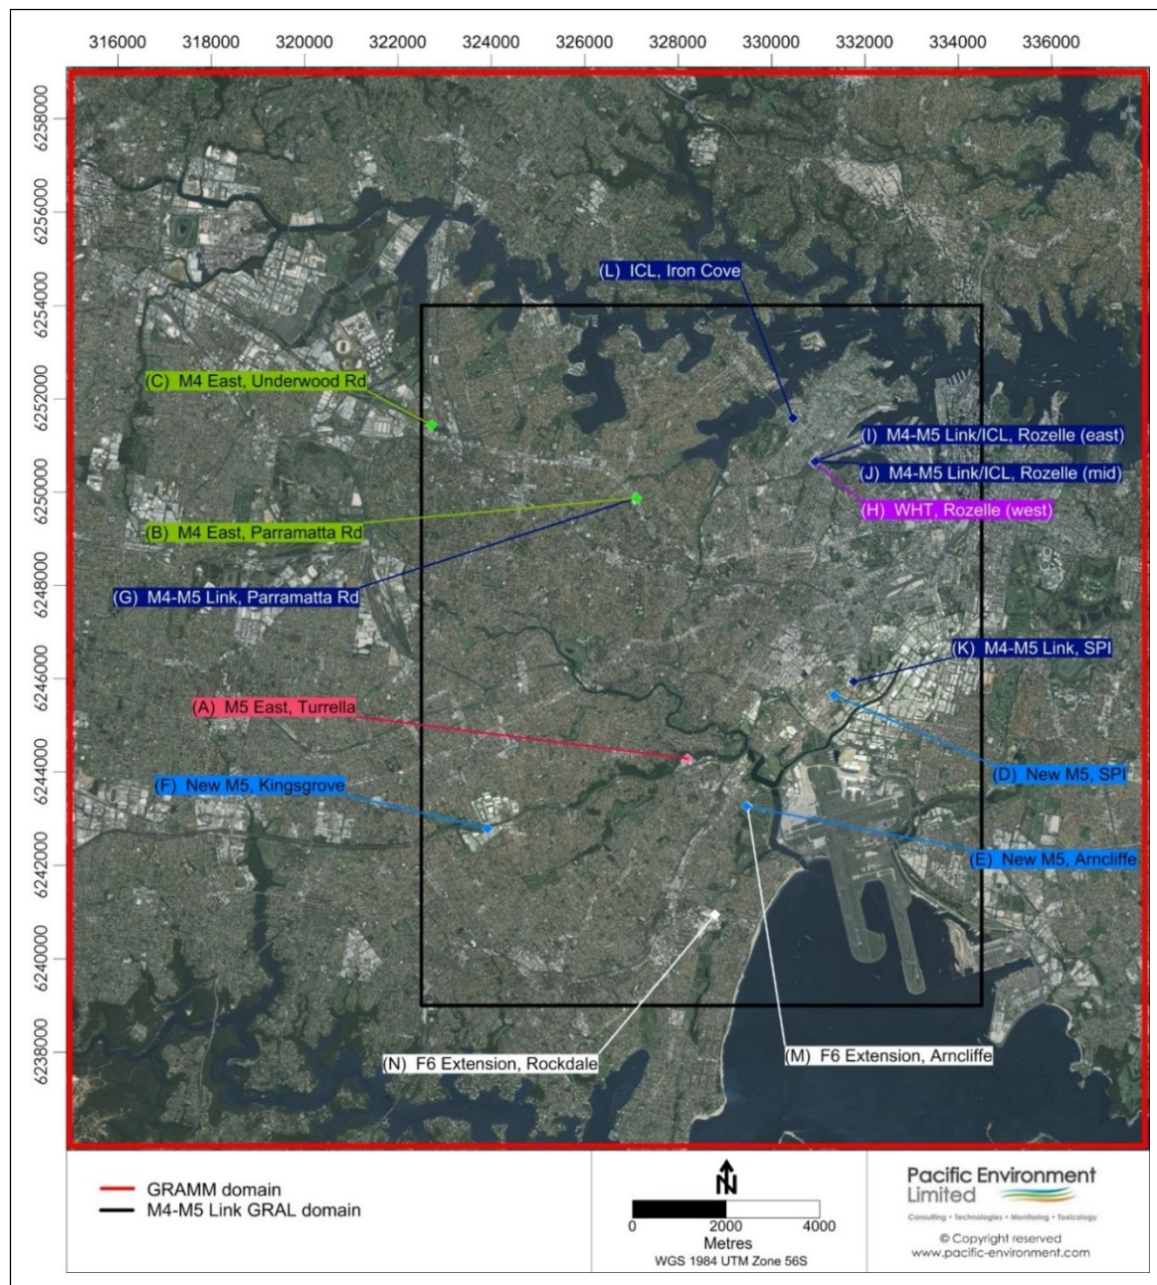 316000 318000 320000 322000 324000 326000 328000 330000 332000 334000 336000
6258000
6256000
6254000
6252000
6250000
6248000
6246000
6244000
6242000
6240000
6238000
(L) ICL, Iron Cove
(C) M4 East, Underwood Rd
(I) M4-M5 Link/ICL, Rozelle (east)
(J) M4-M5 Link/ICL, Rozelle (mid)
(H) WHT, Rozelle (west)
(B) M4 East, Parramatta Rd
(G) M4-M5 Link, Parramatta Rd
(K) M4-M5 Link, SPI
(A) M5 East, Turrella
(D) New M5, SPI
(F) New M5, Kingsgrove
(E) New M5, Arncliffe
(M) F6 Extension, Arncliffe
(N) F6 Extension, Rockdale
GRAMM domain
M4-M5 Link GRAL domain
N
0 2000 4000
Metres
WGS 1984 UTM Zone 56S
Pacific Environment
Limited
Consulting • Technologies • Monitoring • Toxicology
© Copyright reserved
www.pacific-environment.com